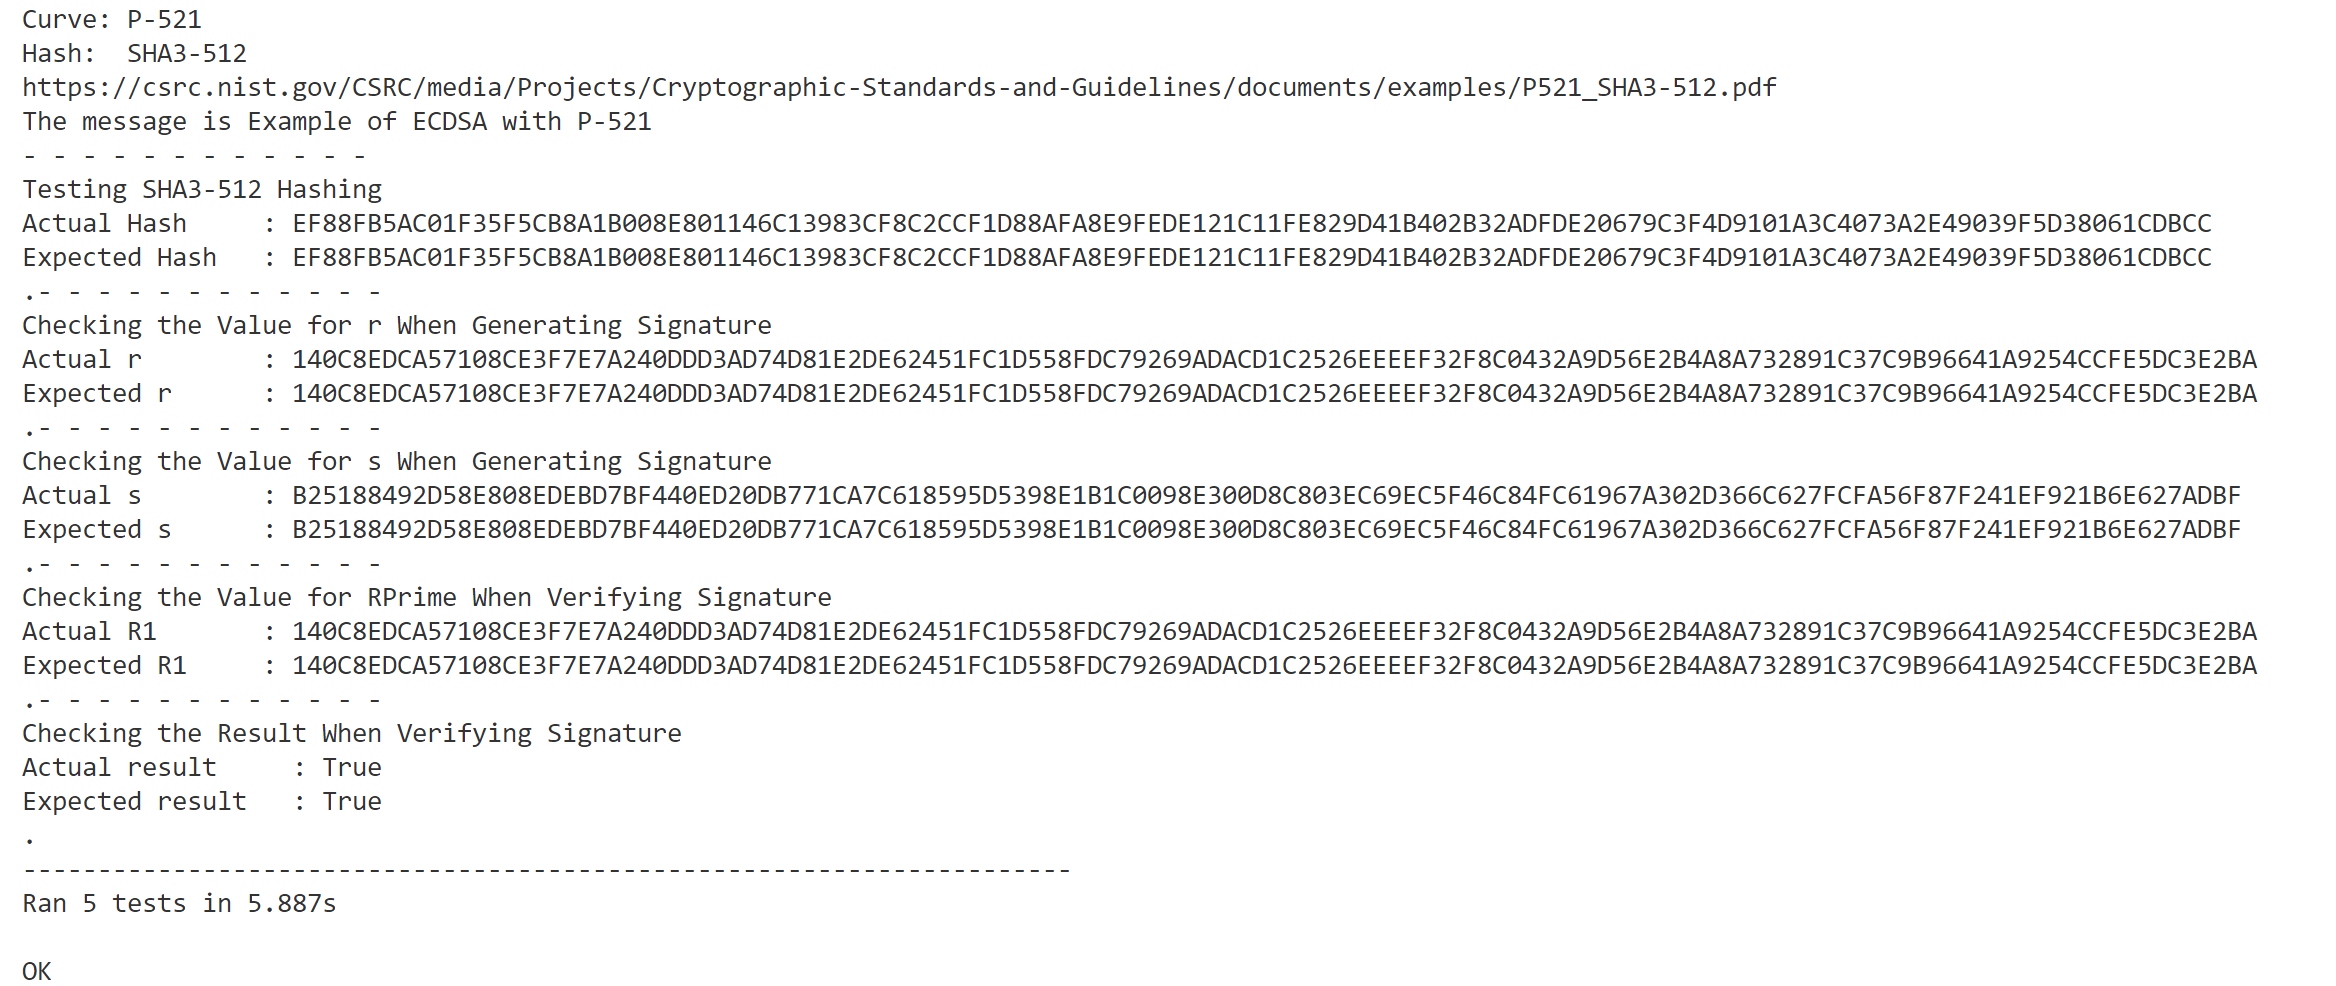 Curve: P-521
Hash:  SHA3-512
https://csrc.nist.gov/CSRC/media/Projects/Cryptographic-Standards-and-Guidelines/documents/examples/P521_SHA3-512.pdf
The message is Example of ECDSA with P-521
- - - - - - - - - - - -
Testing SHA3-512 Hashing
Actual Hash     : EF88FB5AC01F35F5CB8A1B008E801146C13983CF8C2CCF1D88AFA8E9FEDE121C11FE829D41B402B32ADFDE20679C3F4D9101A3C4073A2E49039F5D38061CDBCC
Expected Hash   : EF88FB5AC01F35F5CB8A1B008E801146C13983CF8C2CCF1D88AFA8E9FEDE121C11FE829D41B402B32ADFDE20679C3F4D9101A3C4073A2E49039F5D38061CDBCC
.- - - - - - - - - - - -
Checking the Value for r When Generating Signature
Actual r        : 140C8EDCA57108CE3F7E7A240DDD3AD74D81E2DE62451FC1D558FDC79269ADACD1C2526EEEEF32F8C0432A9D56E2B4A8A732891C37C9B96641A9254CCFE5DC3E2BA
Expected r      : 140C8EDCA57108CE3F7E7A240DDD3AD74D81E2DE62451FC1D558FDC79269ADACD1C2526EEEEF32F8C0432A9D56E2B4A8A732891C37C9B96641A9254CCFE5DC3E2BA
.- - - - - - - - - - - -
Checking the Value for s When Generating Signature
Actual s        : B25188492D58E808EDEBD7BF440ED20DB771CA7C618595D5398E1B1C0098E300D8C803EC69EC5F46C84FC61967A302D366C627FCFA56F87F241EF921B6E627ADBF
Expected s      : B25188492D58E808EDEBD7BF440ED20DB771CA7C618595D5398E1B1C0098E300D8C803EC69EC5F46C84FC61967A302D366C627FCFA56F87F241EF921B6E627ADBF
.- - - - - - - - - - - -
Checking the Value for RPrime When Verifying Signature
Actual R1       : 140C8EDCA57108CE3F7E7A240DDD3AD74D81E2DE62451FC1D558FDC79269ADACD1C2526EEEEF32F8C0432A9D56E2B4A8A732891C37C9B96641A9254CCFE5DC3E2BA
Expected R1     : 140C8EDCA57108CE3F7E7A240DDD3AD74D81E2DE62451FC1D558FDC79269ADACD1C2526EEEEF32F8C0432A9D56E2B4A8A732891C37C9B96641A9254CCFE5DC3E2BA
.- - - - - - - - - - - -
Checking the Result When Verifying Signature
Actual result     : True
Expected result   : True
.
----------------------------------------------------------------------
Ran 5 tests in 5.887s
OK